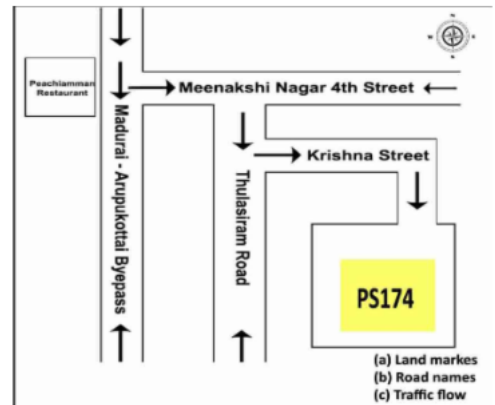 Peachiamman
Restaurant
Meenakshi Nagar 4th Street
Madurai - Arupukottai Byepass
Thulasiram Road
Krishna Street
PS174
(a) Land markes
(b) Road names
(c) Traffic flow